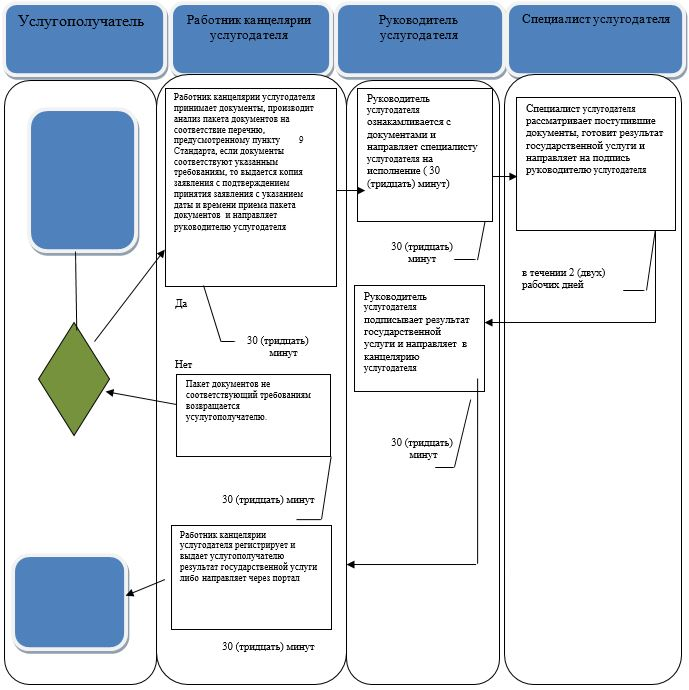 Услугополучатель
Работник канцелярии
услугодателя
Руководитель
услугодателя
Специалист услугодателя
Работник канцелярии услугодателя
принимает документы, производит
анализ пакета документов на
соответствие перечню,
предусмотренному пункту 9
Стандарта, если документы
соответствуют указанным
требованиям, то выдается копия
заявления с подтверждением
принятия заявления с указанием
даты и времени приема пакета
документов и направляет
руководителю услугодателя
Да
30 (тридцать)
минут
Нет
Пакет документов не
соответствующий требованиям
возвращается
усулугополучателю.
30 (тридцать) минут
Работник канцелярии
услугодателя регистрирует и
выдает услугополучателю
результат государственной услуги
либо направляет через портал
30 (тридцать) минут
Руководитель
услугодателя
ознакамливается с
документами и
направляет специалисту
услугодателя на
исполнение ( 30
(тридцать) минут)
30 (тридцать)
минут
Руководитель
услугодателя
подписывает результат
государственной
услуги и направляет в
канцелярию
услугодателя
30 (тридцать)
минут
Специалист услугодателя
рассматривает поступившие
документы, готовит результат
государственной услуги и
направляет на подпись
руководителю услугодателя
в течении 2 (двух)
рабочих дней